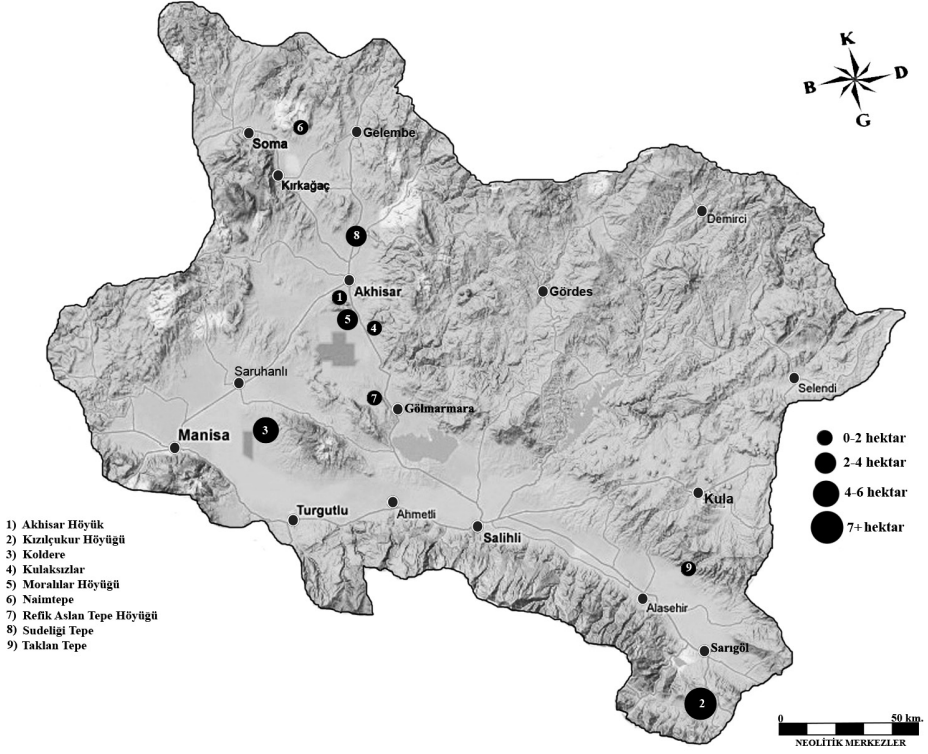 K
B
D
G
6
Soma
Gelembe
Kırkağaç
Demirci
8
Akhisar
1
Gördes
5
4
Saruhanlı
Selendi
7
Gölmarmara
3
Manisa
0-2 hektar
2-4 hektar
4-6 hektar
7+ hektar
Kula
Turgutlu
Ahmetli
Salihli
9
Alasehir
Sarıgöl
2
1) Akhisar Höyük
2) Kızılçukur Höyüğü
3) Koldere
4) Kulaksızlar
5) Moralılar Höyüğü
6) Naimtepe
7) Refik Aslan Tepe Höyüğü
8) Sudeliği Tepe
9) Taklan Tepe
0 50 km.
NEOLİTİK MERKEZLER